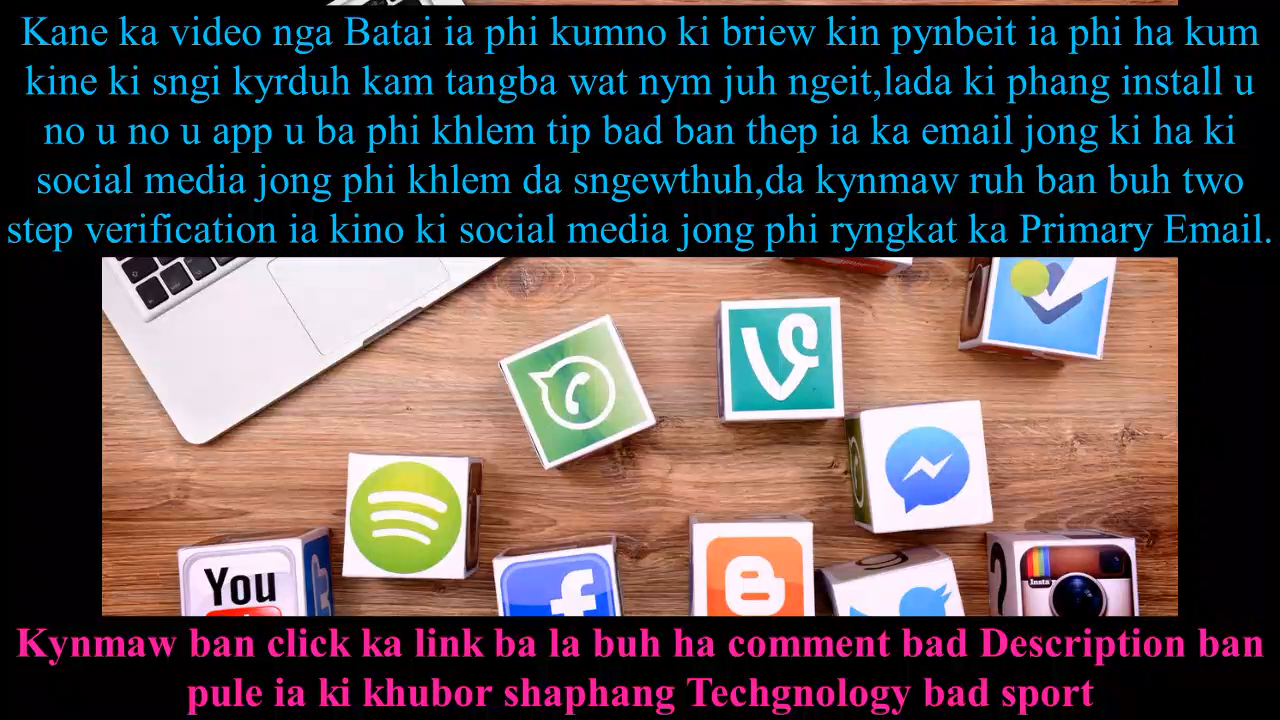 Kane ka video nga Batai ia phi kumno ki briew kin pynbeit ia phi ha kum
kine ki sngi kyrduh kam tangba wat nym juh ngeit,lada ki phang install u
no u no u app u ba phi khlem tip bad ban thep ia ka email jong ki ha ki
social media jong phi khlem da sngewthuh,da kynmaw ruh ban buh two
step verification ia kino ki social media jong phi ryngkat ka Primary Email.
You
Insta
Kynmaw ban click ka link ba la buh ha comment bad Description ban
pule ia ki khubor shaphang Techgnology bad sport